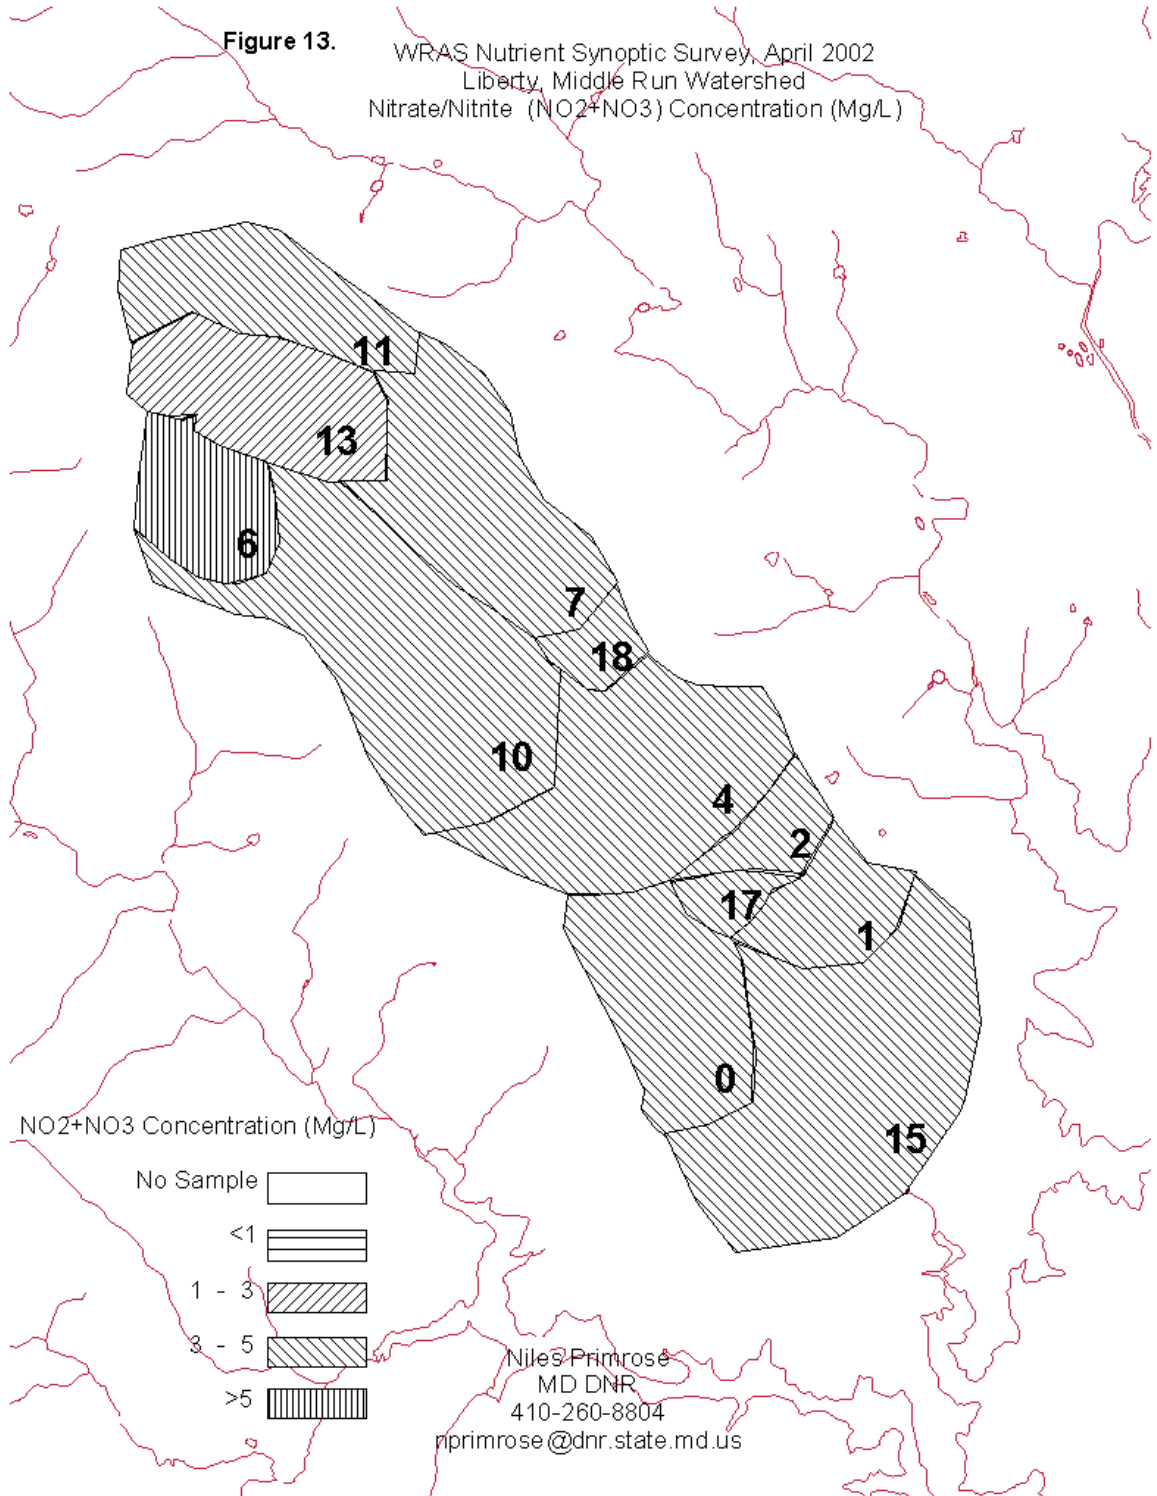 Figure 13.
WRAS Nutrient Synoptic Survey, April 2002
Liberty, Middle Run Watershed
Nitrate/Nitrite (NO2+NO3) Concentration (Mg/L)
11
13
6
7
18
10
4
2
17
1
0
15
NO2+NO3 Concentration (Mg/L)
No Sample
<1
1 - 3
3 - 5
>5
Niles Primrose
MD DNR
410-260-8804
nprimrose@dnr.state.md.us